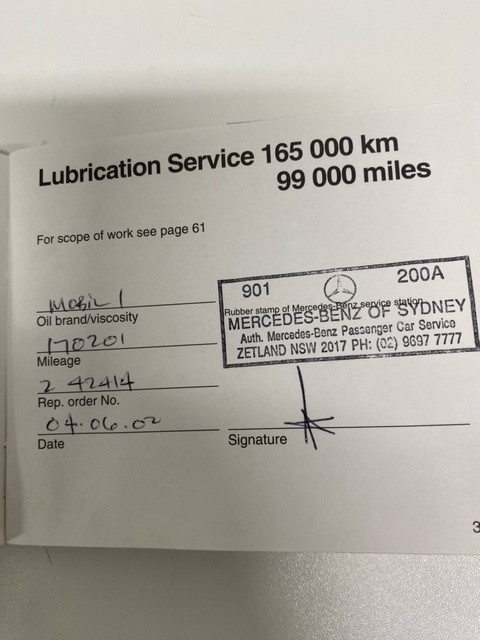 Lubrication Service 165 000 km
99 000 miles
For scope of work see page 61
901 200A
Mobil 1
Rubber stamp of Mercedes-Benz service station
Oil brand/viscosity
MERCEDES-BENZ OF SYDNEY
Auth. Mercedes-Benz Passenger Car Service
ZETLAND NSW 2017 PH: (02) 9697 7777
170201
Mileage
2 42414
Rep. order No.
04.06.02
Date
Signature
3